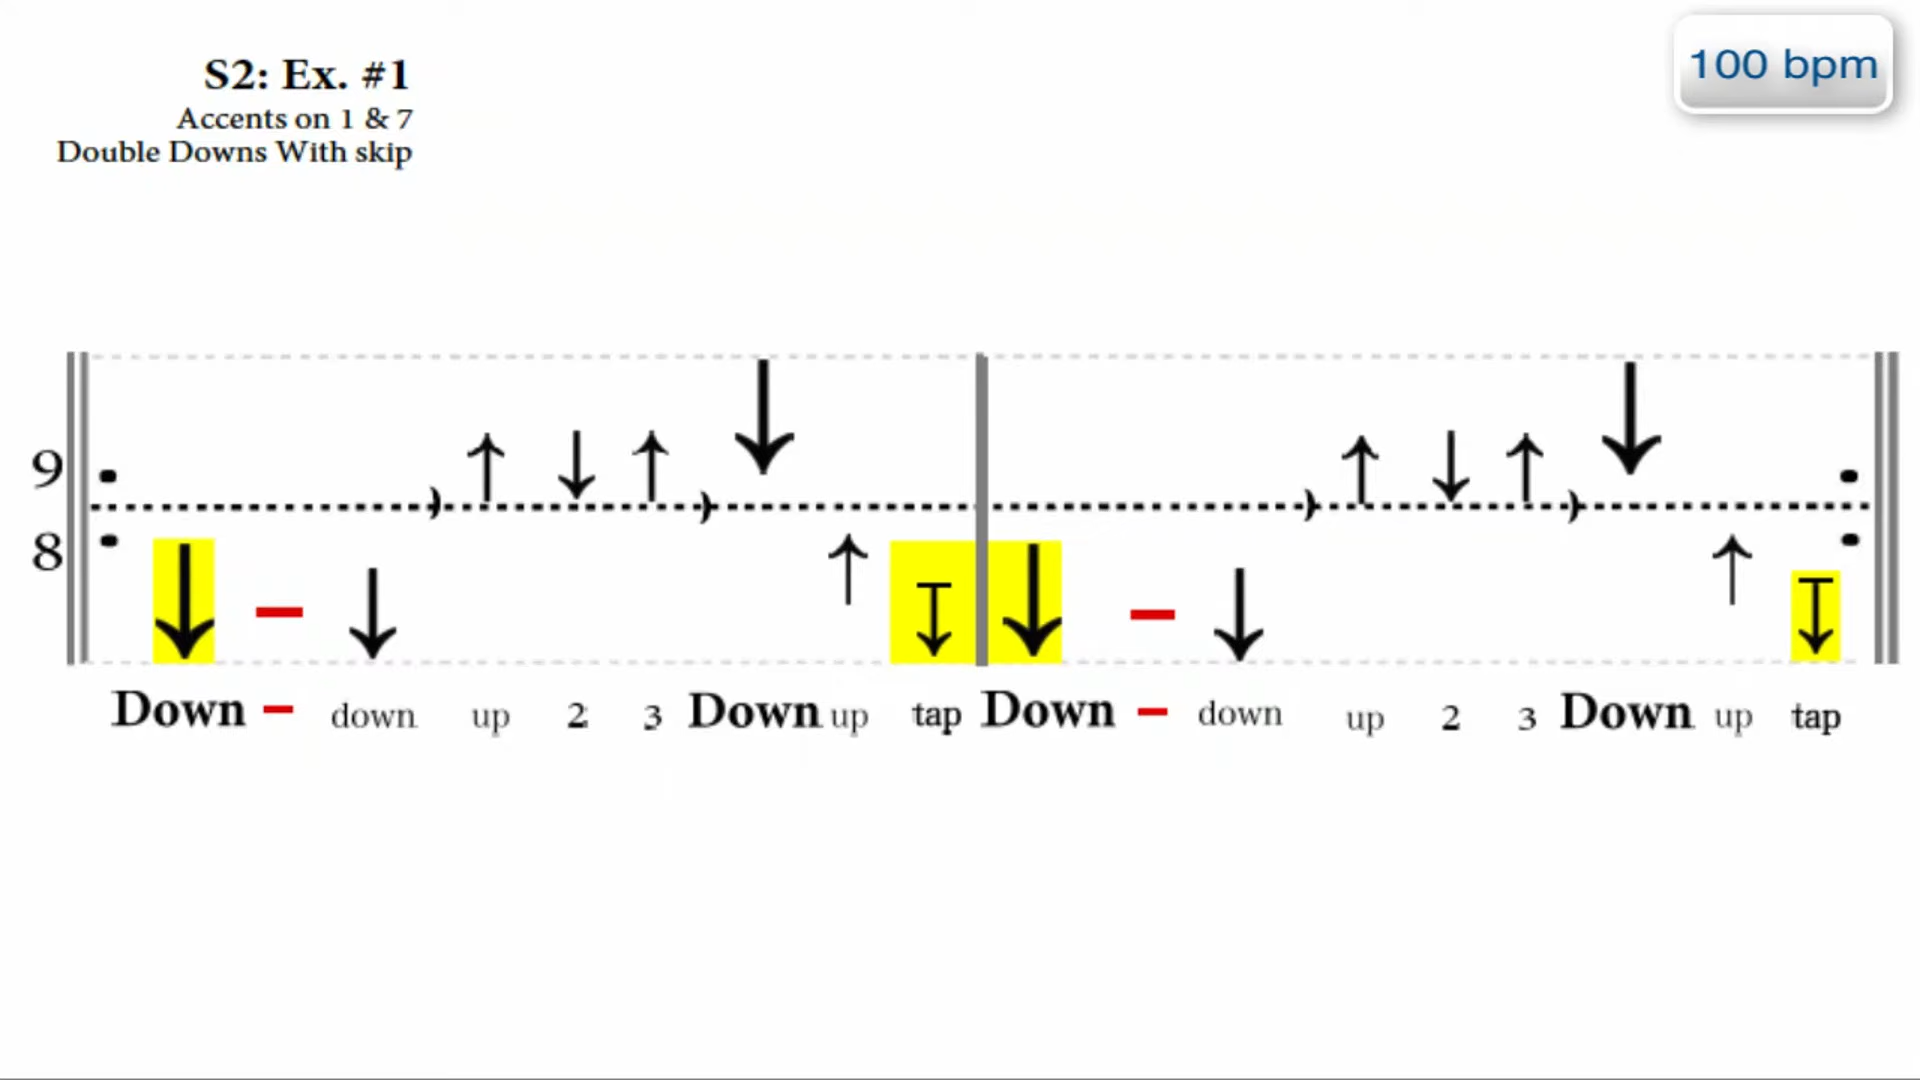 S2: Ex. #1
Accents on 1 & 7
Double Downs With skip
100 bpm
9
8
Down - down up 2 3 Down up tap Down - down up 2 3 Down up tap